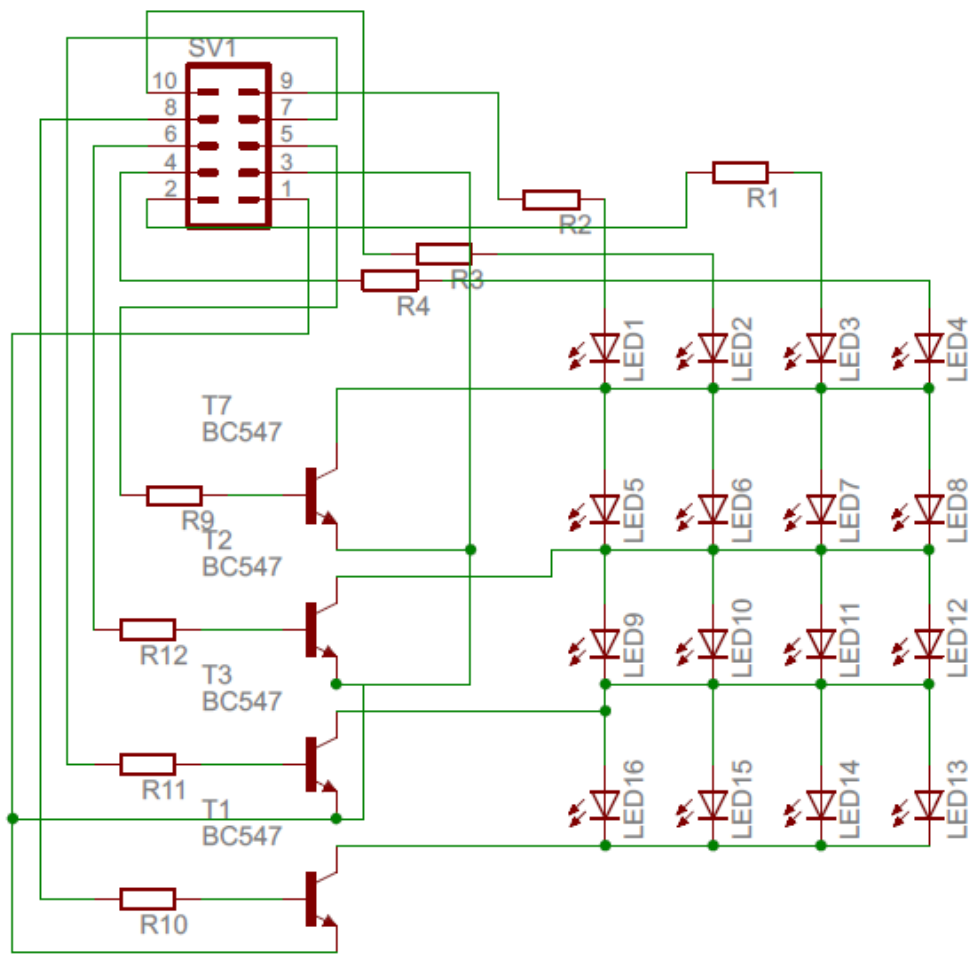 SV1
10 9
8 7
6 5
4 3
2 1
R1
R2
R3
R4
LED1
LED2
LED3
LED4
T7
BC547
R9
LED5
LED6
LED7
LED8
T2
BC547
R12
LED9
LED10
LED11
LED12
T3
BC547
R11
LED16
LED15
LED14
LED13
T1
BC547
R10